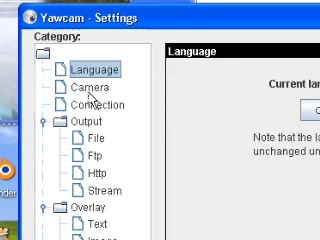 Yawcam - Settings
Category:
Language
Camera
Connection
Output
File
Ftp
Http
Stream
Overlay
Text
Language
Current lan
Note that the la
unchanged un